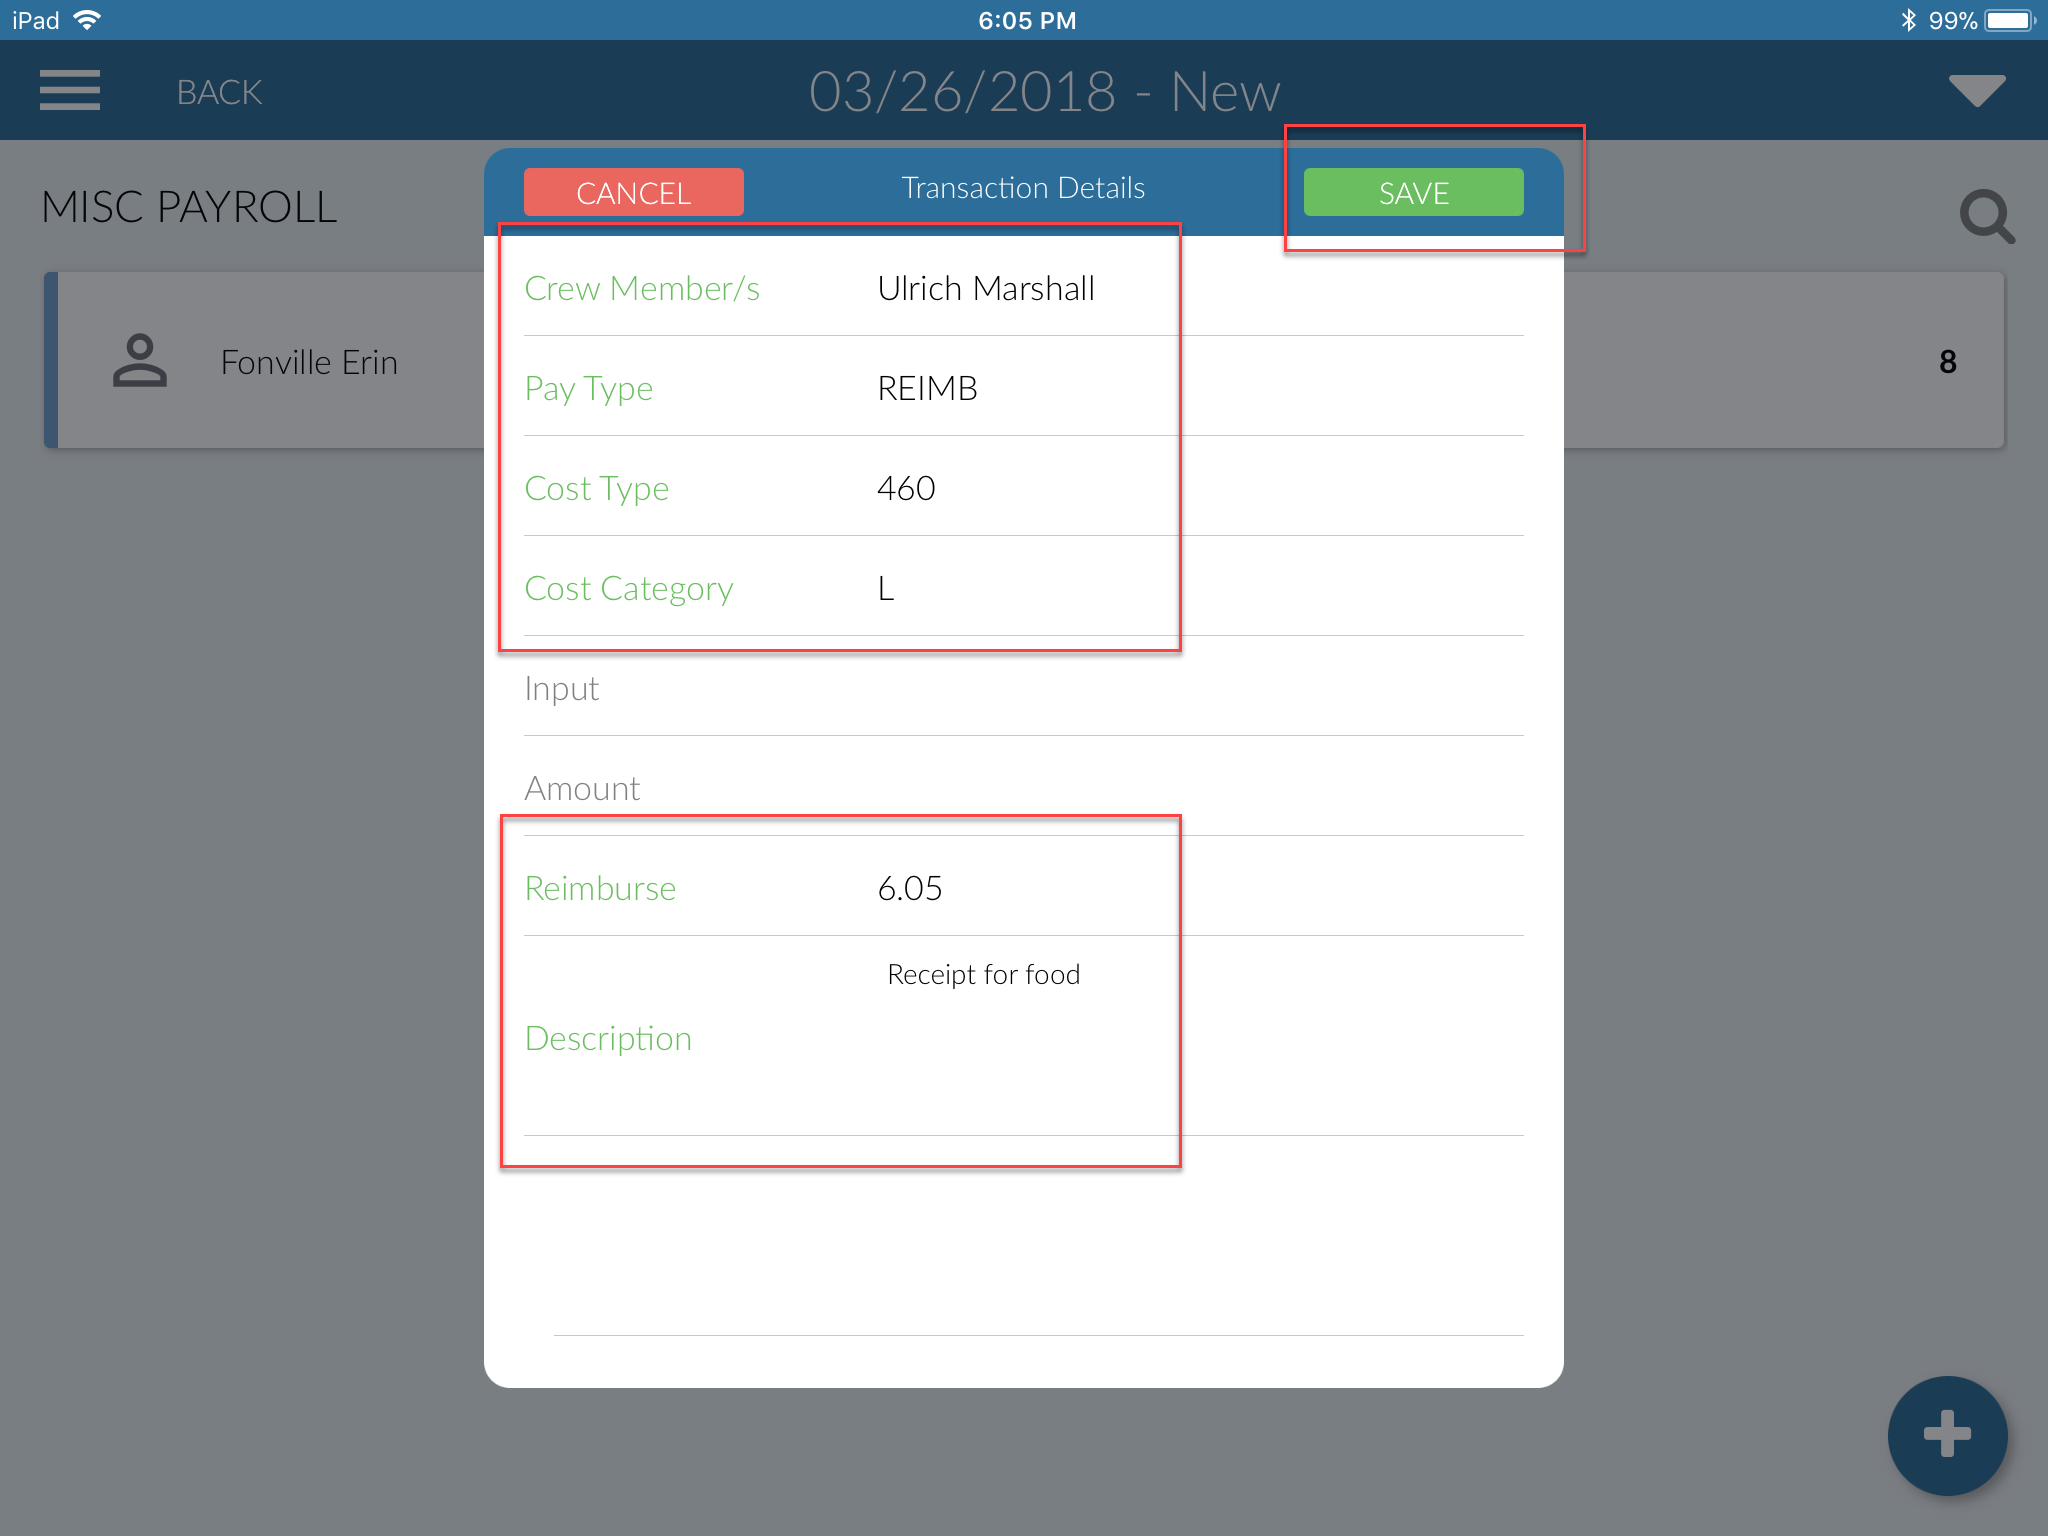 iPad 6:05 PM 99%
BACK 03/26/2018 - New
MISC PAYROLL
CANCEL Transaction Details SAVE
Crew Member/s Ulrich Marshall
Fonville Erin 8
Pay Type REIMB
Cost Type 460
Cost Category L
Input
Amount
Reimburse 6.05
Receipt for food
Description